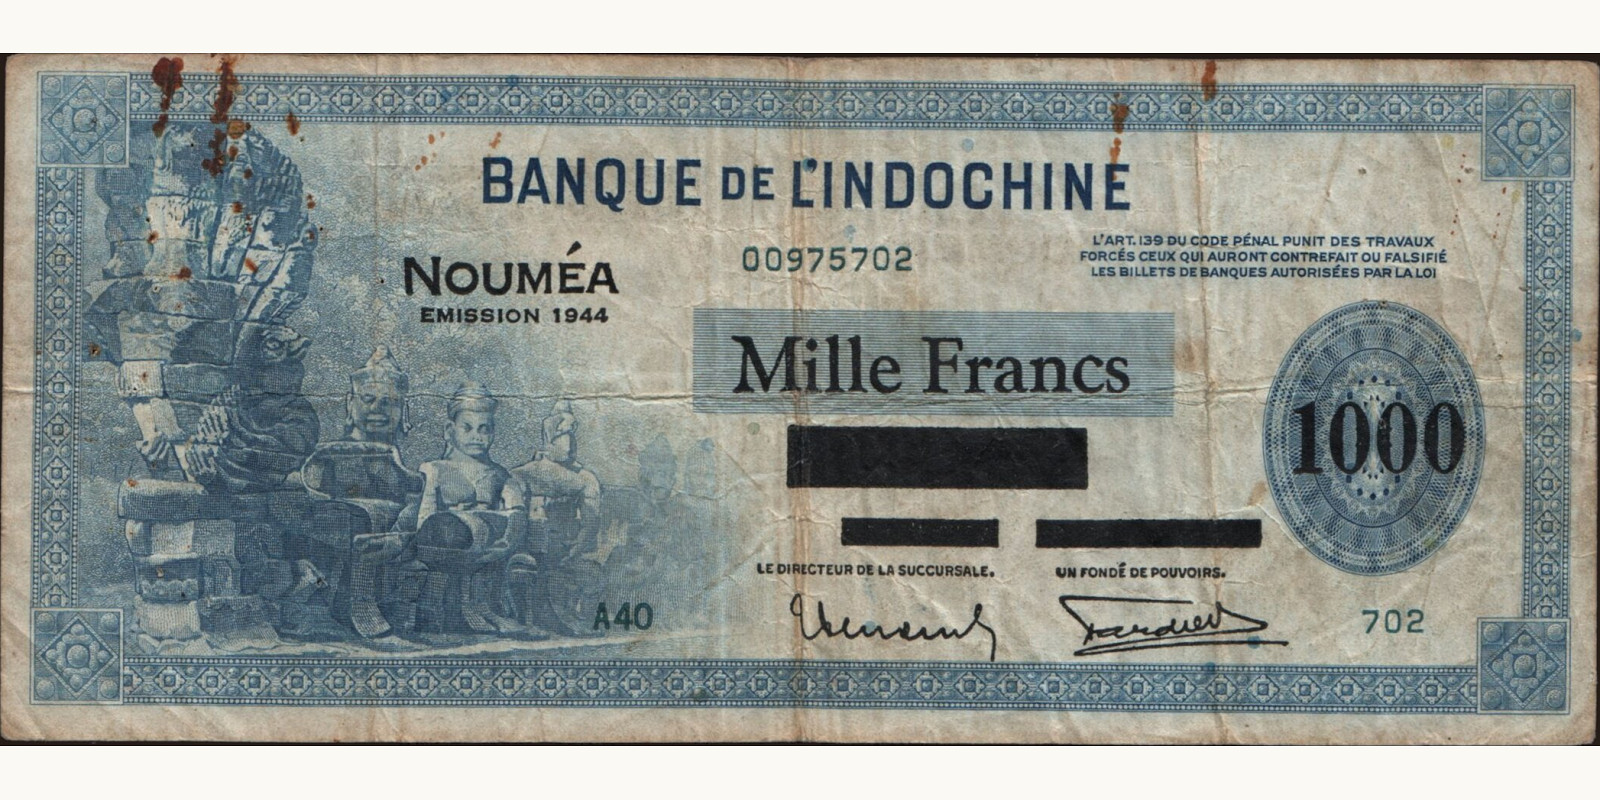 BANQUE DE L'INDOCHINE
NOUMÉA
EMISSION 1944
00975702
L'ART. 139 DU CODE PÉNAL PUNIT DES TRAVAUX
FORCÉS CEUX QUI AURONT CONTREFAIT OU FALSIFIÉ
LES BILLETS DE BANQUES AUTORISÉES PAR LA LOI
Mille Francs
1000
LE DIRECTEUR DE LA SUCCURSALE.
UN FONDÉ DE POUVOIRS.
A40
702